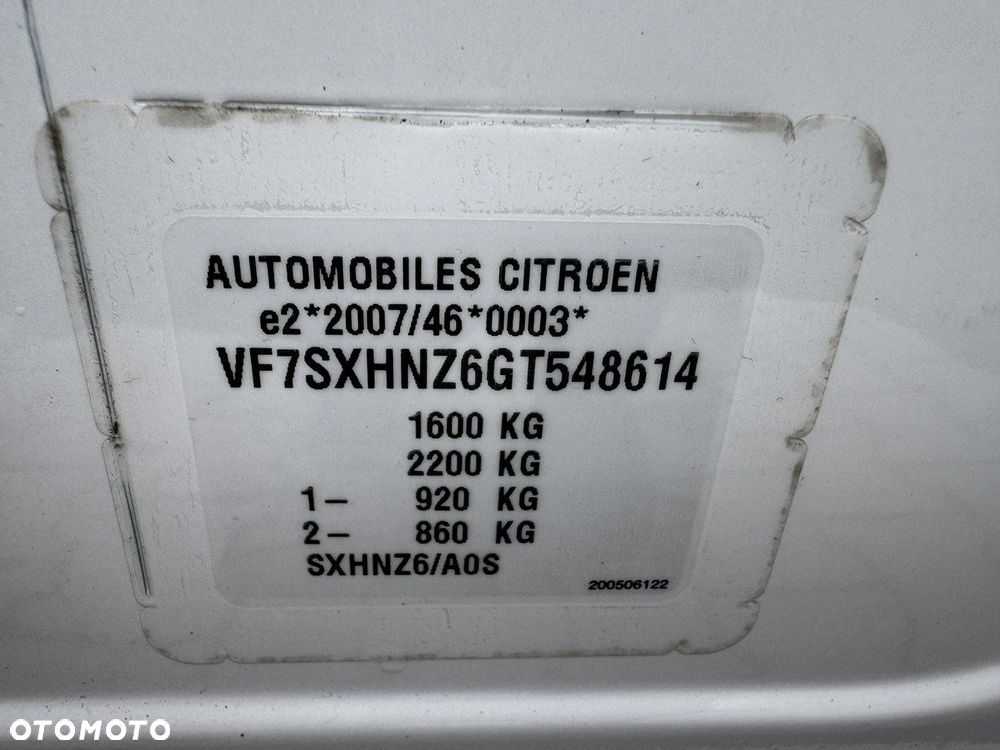 AUTOMOBILES CITROEN
e2*2007/46*0003*
VF7SXHNZ6GT548614
1600 KG
2200 KG
1– 920 KG
2– 860 KG
SXHNZ6/A0S
200506122
OTOMOTO